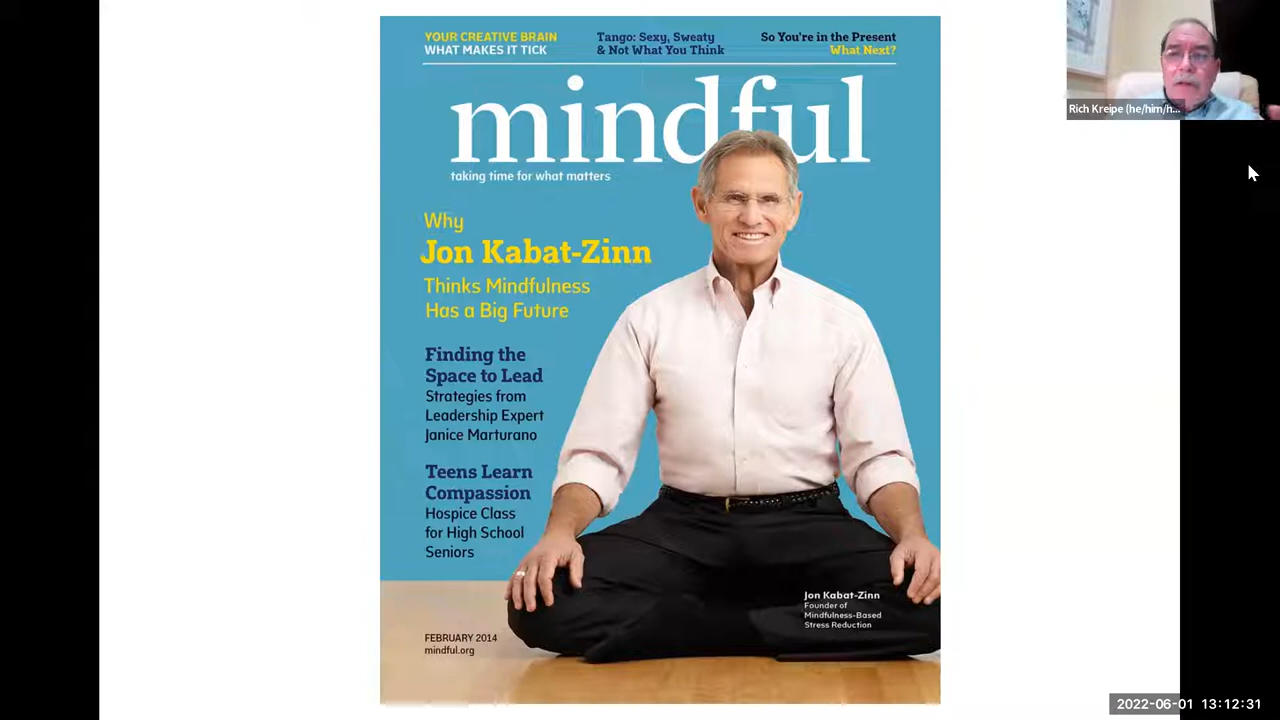 YOUR CREATIVE BRAIN
WHAT MAKES IT TICK
Tango: Sexy, Sweaty
& Not What You Think
So You're in the Present
What Next?
mindful
taking time for what matters
Why
Jon Kabat-Zinn
Thinks Mindfulness
Has a Big Future
Finding the
Space to Lead
Strategies from
Leadership Expert
Janice Marturano
Teens Learn
Compassion
Hospice Class
for High School
Seniors
Jon Kabat-Zinn
Founder of
Mindfulness-Based
Stress Reduction
FEBRUARY 2014
mindful.org
Rich Kreipe (he/him/h...
2022-06-01 13:12:31